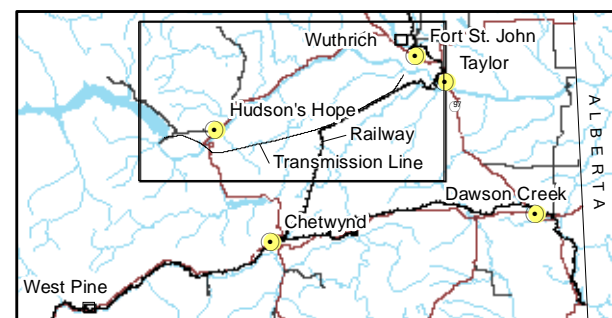 Wuthrich
Fort St. John
Taylor
97
Hudson's Hope
Railway
Transmission Line
ALBERTA
Dawson Creek
Chetwynd
West Pine